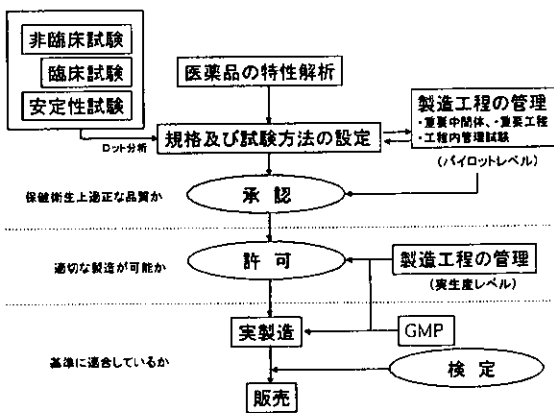 非臨床試験
臨床試験
安定性試験
医薬品の特性解析
製造工程の管理
・重要中間体、・重要工程
・工程内管理試験
(パイロットレベル)
ロット分析
規格及び試験方法の設定
保健衛生上適正な品質か
承認
適切な製造が可能か
許可
製造工程の管理
(実生産レベル)
実製造
GMP
基準に適合しているか
検定
販売